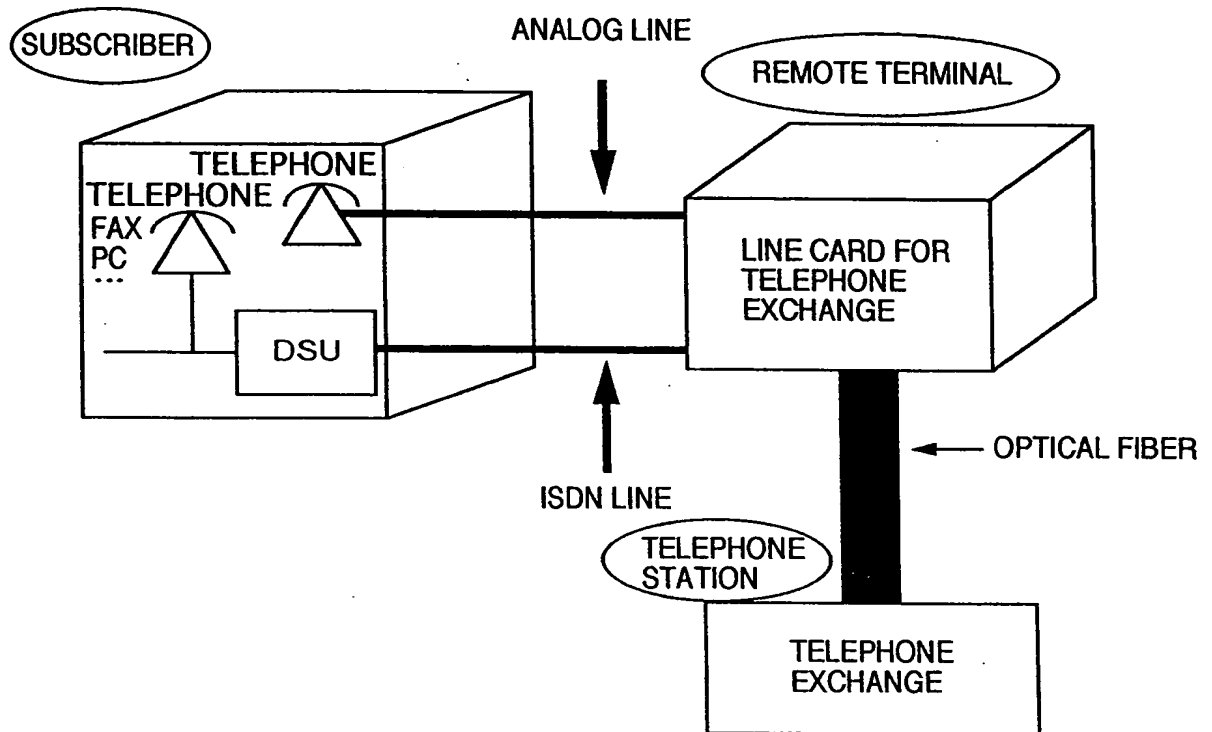 SUBSCRIBER
ANALOG LINE
REMOTE TERMINAL
TELEPHONE
TELEPHONE
FAX
PC
...
DSU
LINE CARD FOR
TELEPHONE
EXCHANGE
OPTICAL FIBER
ISDN LINE
TELEPHONE
STATION
TELEPHONE
EXCHANGE